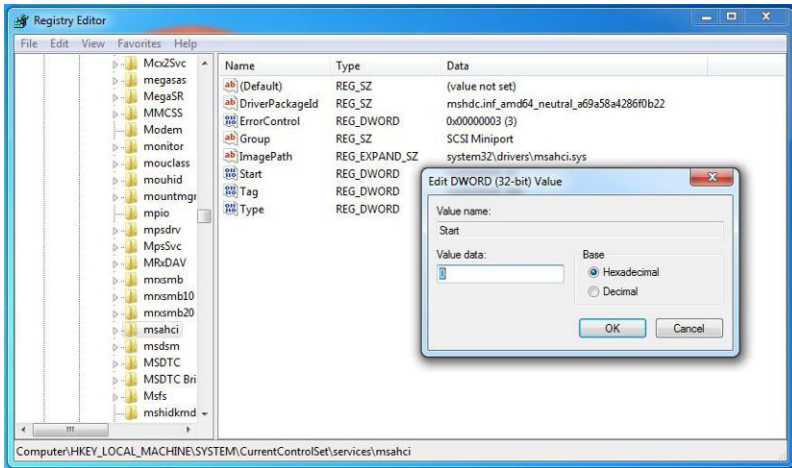 Registry Editor
File Edit View Favorites Help
Mcx2Svc
megasas
MegaSR
MMCSS
Modem
monitor
mouclass
mouhid
mountmgr
mpio
mpsdrv
MpsSvc
MRxDAV
mrxsmb
mrxsmb10
mrxsmb20
msahci
msdsm
MSDTC
MSDTC Bri
Msfs
mshidkmd
Name Type Data
(Default) REG_SZ (value not set)
DriverPackageId REG_SZ mshdc.inf_amd64_neutral_a69a58a4286f0b22
ErrorControl REG_DWORD 0x00000003 (3)
Group REG_SZ SCSI Miniport
ImagePath REG_EXPAND_SZ system32\drivers\msahci.sys
Start REG_DWORD
Tag REG_DWORD
Type REG_DWORD
Edit DWORD (32-bit) Value
Value name:
Start
Value data:
0
Base
Hexadecimal
Decimal
OK Cancel
Computer\HKEY_LOCAL_MACHINE\SYSTEM\CurrentControlSet\services\msahci